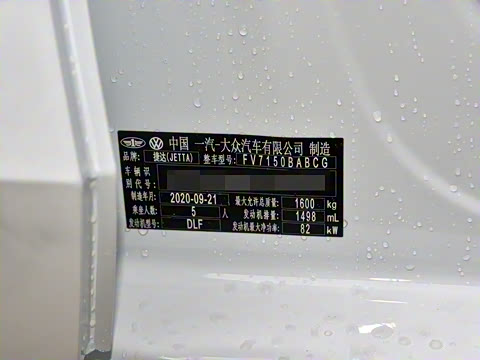 中国 一汽-大众汽车有限公司 制造
品牌: 捷达(JETTA) 整车型号: FV7150BABCG
车辆识
别代号:
制造年月: 2020-09-21 最大允许总质量: 1600 kg
乘坐人数: 5 人 发动机排量: 1498 mL
发动机型号: DLF 发动机最大净功率: 82 kW